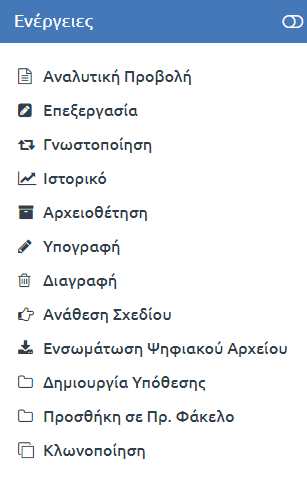 Ενέργειες
Αναλυτική Προβολή
Επεξεργασία
Γνωστοποίηση
Ιστορικό
Αρχειοθέτηση
Υπογραφή
Διαγραφή
Ανάθεση Σχεδίου
Ενσωμάτωση Ψηφιακού Αρχείου
Δημιουργία Υπόθεσης
Προσθήκη σε Πρ. Φάκελο
Κλωνοποίηση